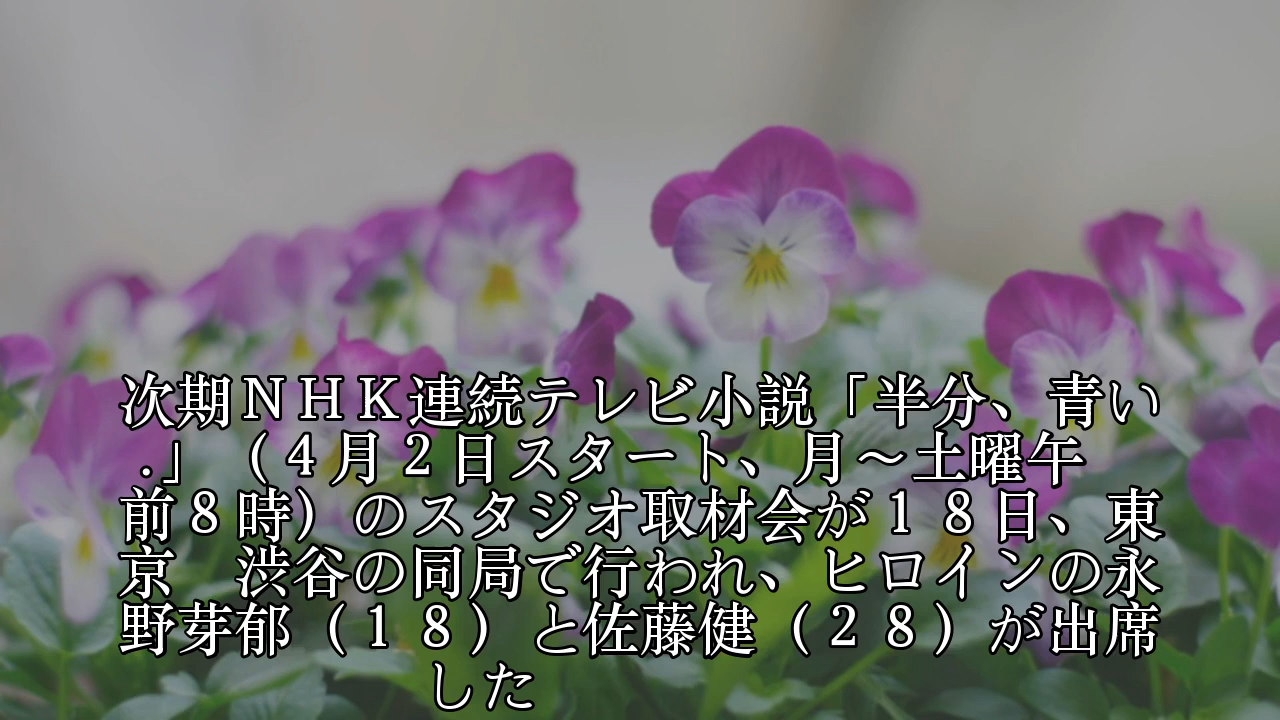 次期ＮＨＫ連続テレビ小説「半分、青い
.」（４月２日スタート、月～土曜午
前８時）のスタジオ取材会が１８日、東
京　渋谷の同局で行われ、ヒロインの永
野芽郁（１８）と佐藤健（２８）が出席
した